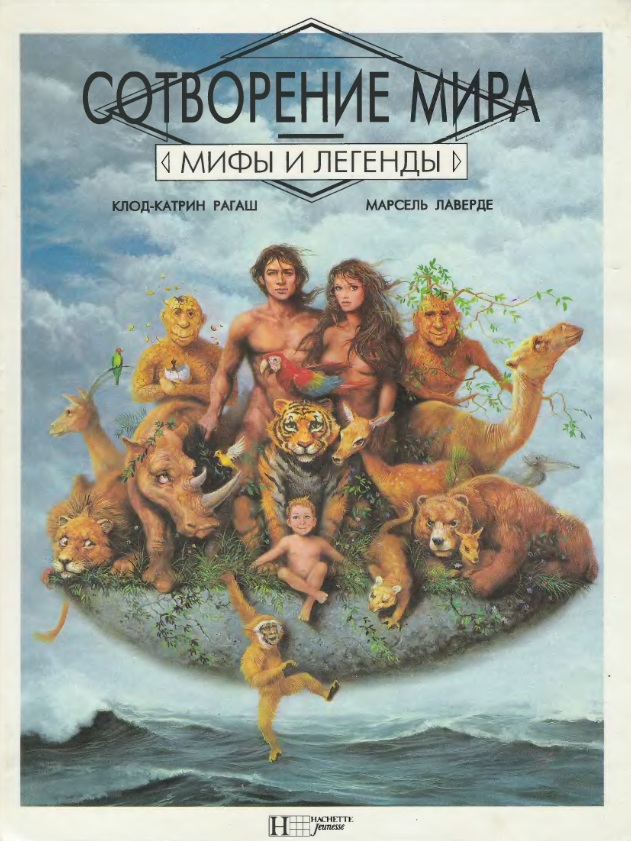 СОТВОРЕНИЕ МИРА
МИФЫ И ЛЕГЕНДЫ
КЛОД-КАТРИН РАГАШ МАРСЕЛЬ ЛАВЕРДЕ
H HACHETTE
Jeunesse